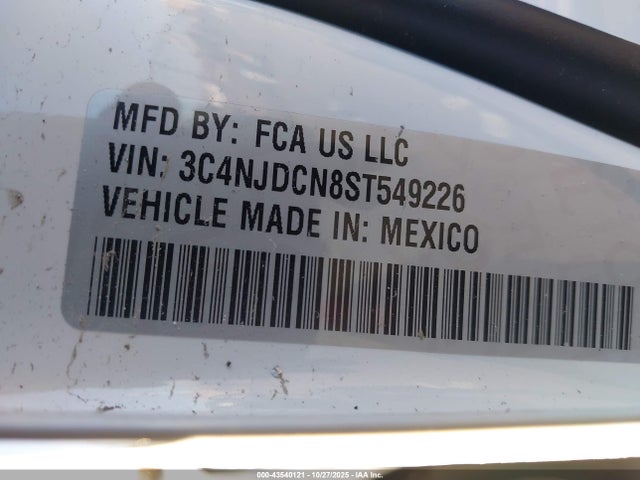 MFD BY: FCA US LLC
VIN: 3C4NJDCN8ST549226
VEHICLE MADE IN: MEXICO
000-43540121 - 10/27/2025 - IAA Inc.